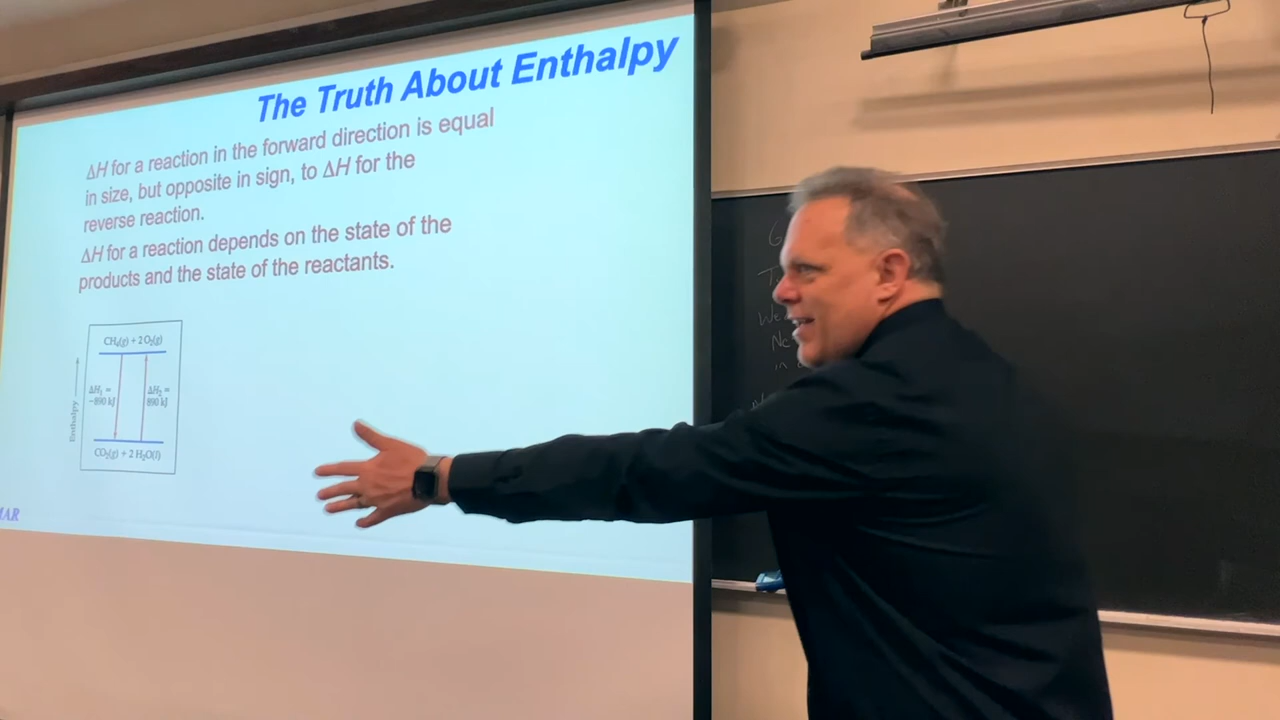 The Truth About Enthalpy
ΔH for a reaction in the forward direction is equal
in size, but opposite in sign, to ΔH for the
reverse reaction.
ΔH for a reaction depends on the state of the
products and the state of the reactants.
CH₄(g) + 2 O₂(g)
Enthalpy
ΔH₁ =
−890 kJ
ΔH₂ =
890 kJ
CO₂(g) + 2 H₂O(l)
MAR
We
in